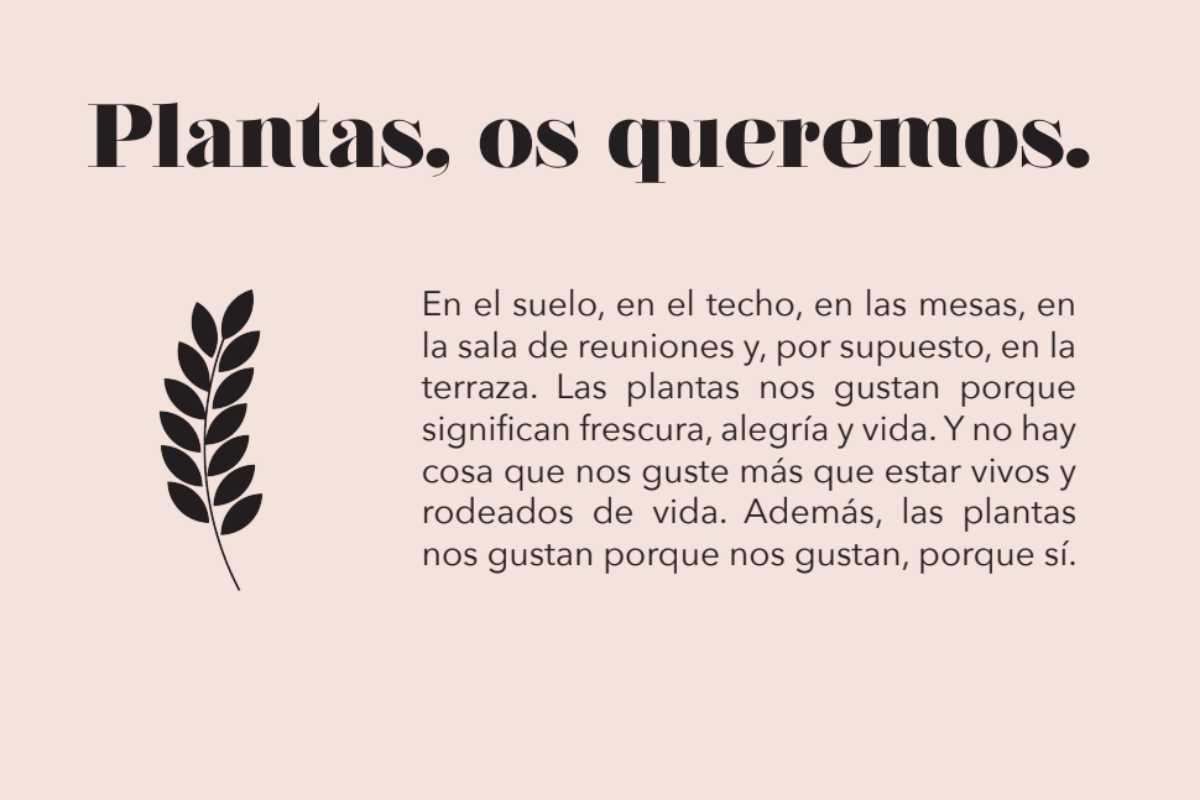 Plantas, os queremos.
En el suelo, en el techo, en las mesas, en
la sala de reuniones y, por supuesto, en la
terraza. Las plantas nos gustan porque
significan frescura, alegría y vida. Y no hay
cosa que nos guste más que estar vivos y
rodeados de vida. Además, las plantas
nos gustan porque nos gustan, porque sí.